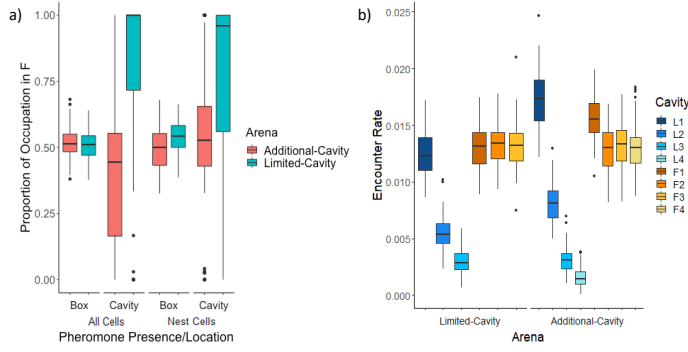 a)
Proportion of Occupation in F
1.00
0.75
0.50
0.25
0.00
Box Cavity Box Cavity
All Cells Nest Cells
Pheromone Presence/Location
Arena
Additional-Cavity
Limited-Cavity
b)
Encounter Rate
0.025
0.020
0.015
0.010
0.005
0.000
Limited-Cavity Additional-Cavity
Arena
Cavity
L1
L2
L3
L4
F1
F2
F3
F4